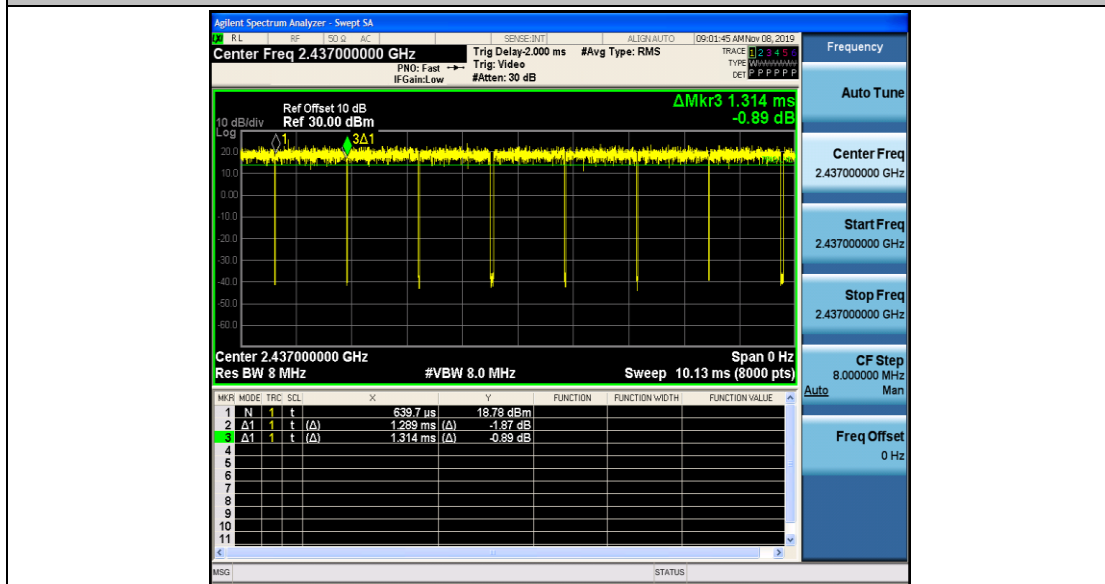 Agilent Spectrum Analyzer - Swept SA
RL RF 50 Ω AC SENSE:INT ALIGNAUTO 09:01:45 AM Nov 08, 2019
Center Freq 2.437000000 GHz
PNO: Fast
IFGain:Low
Trig Delay-2.000 ms
Trig: Video
#Atten: 30 dB
#Avg Type: RMS
TRACE 1 2 3 4 5 6
TYPE
DET P P P P P P
Frequency
Auto Tune
Center Freq
2.437000000 GHz
Start Freq
2.437000000 GHz
Stop Freq
2.437000000 GHz
CF Step
8.000000 MHz
Auto Man
Freq Offset
0 Hz
ΔMkr3 1.314 ms
-0.89 dB
Ref Offset 10 dB
10 dB/div Ref 30.00 dBm
Log
1 3Δ1
20.0
10.0
0.00
-10.0
-20.0
-30.0
-40.0
-50.0
-60.0
Center 2.437000000 GHz Span 0 Hz
Res BW 8 MHz #VBW 8.0 MHz Sweep 10.13 ms (8000 pts)
MKR MODE TRC SCL X Y FUNCTION FUNCTION WIDTH FUNCTION VALUE
1 N 1 t 639.7 µs 18.78 dBm
2 Δ1 1 t (Δ) 1.289 ms (Δ) -1.87 dB
3 Δ1 1 t (Δ) 1.314 ms (Δ) -0.89 dB
4
5
6
7
8
9
10
11
MSG STATUS